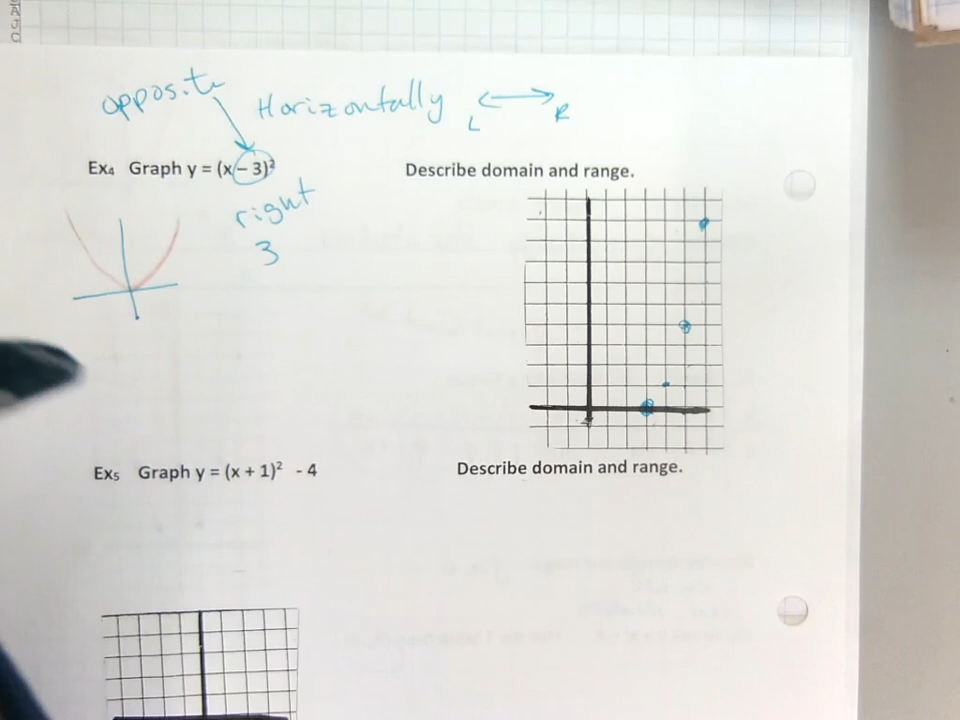 opposite
Horizontally
L R
Ex4 Graph y = (x – 3)² Describe domain and range.
right
3
Ex5 Graph y = (x + 1)² - 4 Describe domain and range.